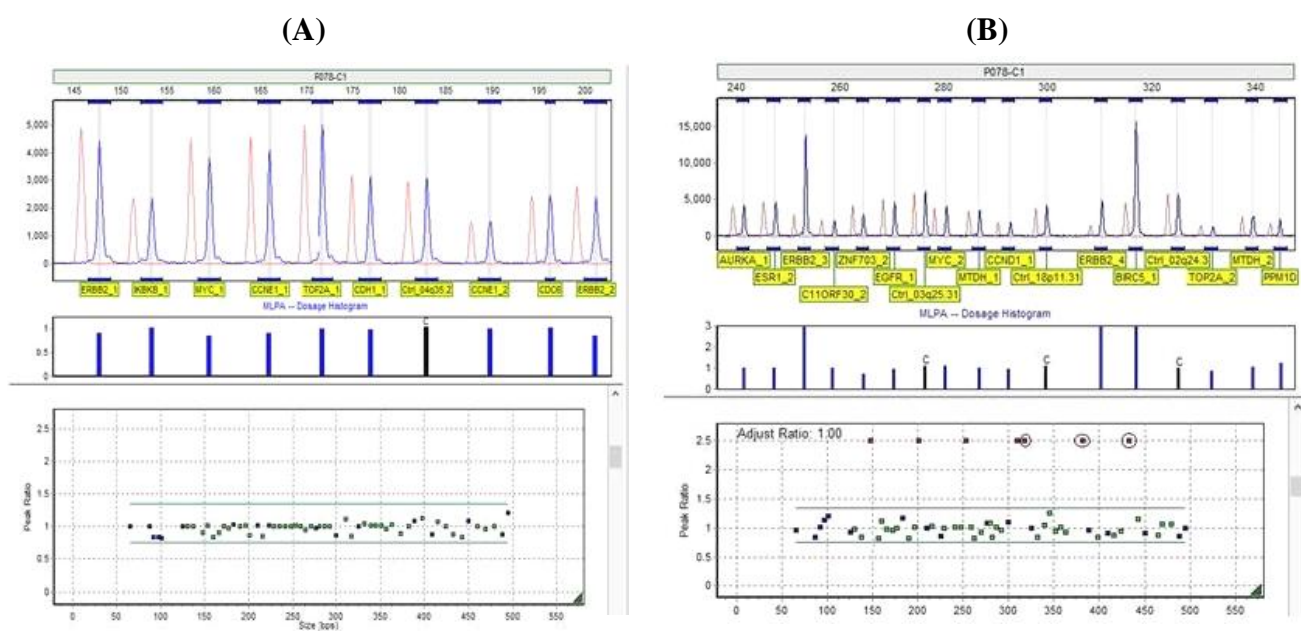 (A)
P078-C1
145 150 155 160 165 170 175 180 185 190 195 200
5,000
4,000
3,000
2,000
1,000
0
ERBB2_1 IKBKB_1 MYC_1 CCNE1_1 TOP2A_1 CDH1_1 Ctrl_04q35.2 CCNE1_2 CDC6 ERBB2_2
MLPA -- Dosage Histogram
C
1
0.5
0
2.5
2
1.5
1
0.5
0
Peak Ratio
0 50 100 150 200 250 300 350 400 450 500 550
Size [bps]
(B)
P078-C1
240 260 280 300 320 340
15,000
10,000
5,000
0
AURKA_1 ERBB2_3 ZNF703_2 MYC_2 CCND1_1 ERBB2_4 Ctrl_02q24.3 MTDH_2
ESR1_2 EGFR_1 MTDH_1 Ctrl_18p11.31 BIRC5_1 TOP2A_2 PPM1D
C11ORF30_2 Ctrl_03q25.31
MLPA -- Dosage Histogram
3
2
1
0
C C C
Adjust Ratio: 1.00
2.5
2
1.5
1
0.5
0
Peak Ratio
0 50 100 150 200 250 300 350 400 450 500 550